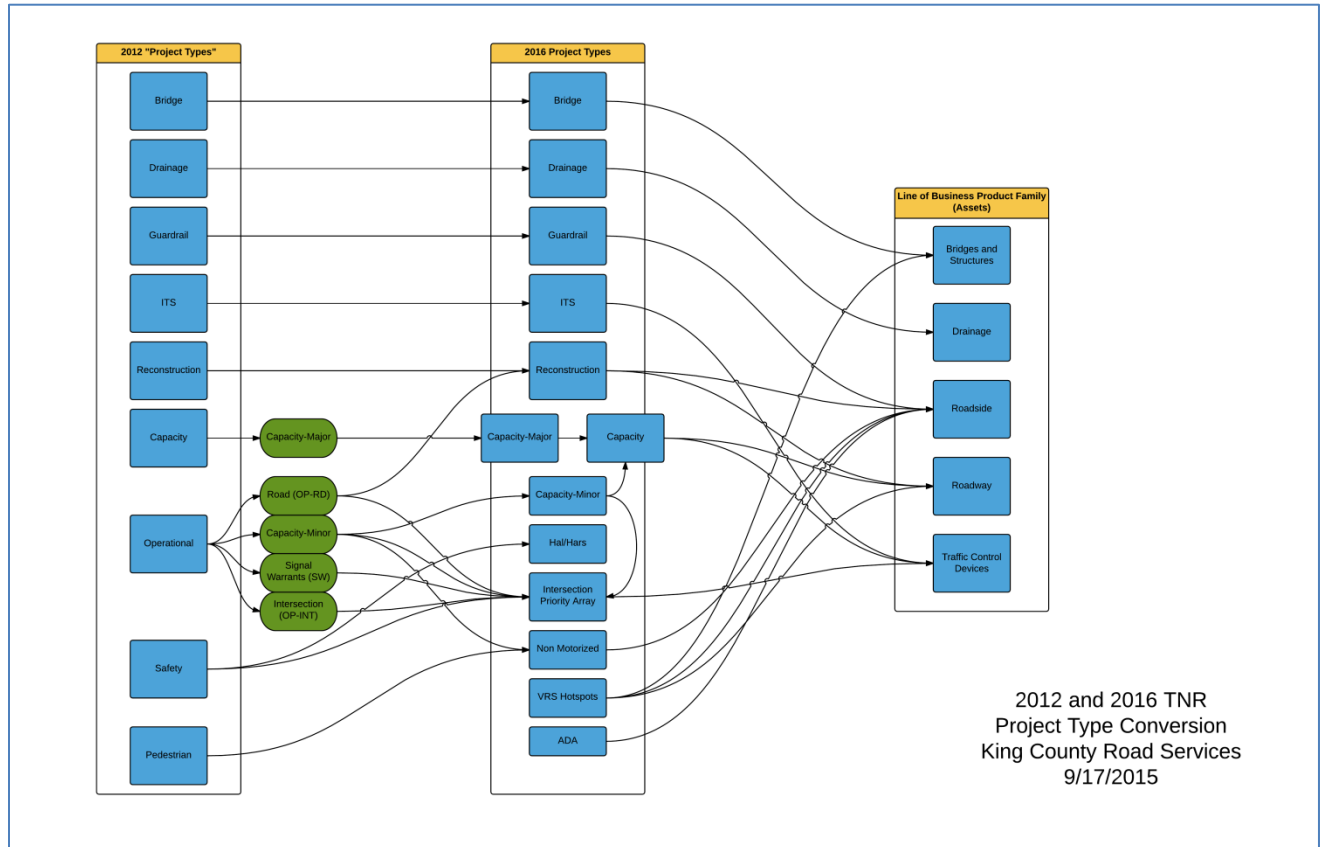 2012 "Project Types"
Bridge
Drainage
Guardrail
ITS
Reconstruction
Capacity
Operational
Safety
Pedestrian
Capacity-Major
Road (OP-RD)
Capacity-Minor
Signal
Warrants (SW)
Intersection
(OP-INT)
2016 Project Types
Bridge
Drainage
Guardrail
ITS
Reconstruction
Capacity-Major
Capacity
Capacity-Minor
Hal/Hars
Intersection
Priority Array
Non Motorized
VRS Hotspots
ADA
Line of Business Product Family
(Assets)
Bridges and
Structures
Drainage
Roadside
Roadway
Traffic Control
Devices
2012 and 2016 TNR
Project Type Conversion
King County Road Services
9/17/2015